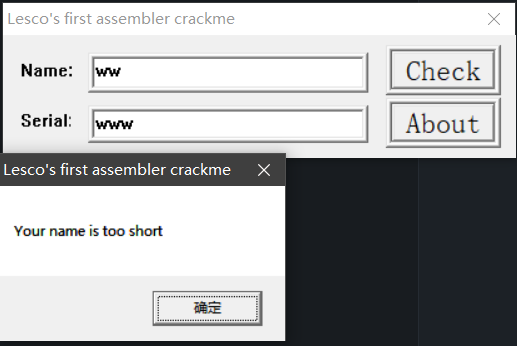 Lesco's first assembler crackme
Name: ww Check
Serial: www About
Lesco's first assembler crackme
Your name is too short
确定